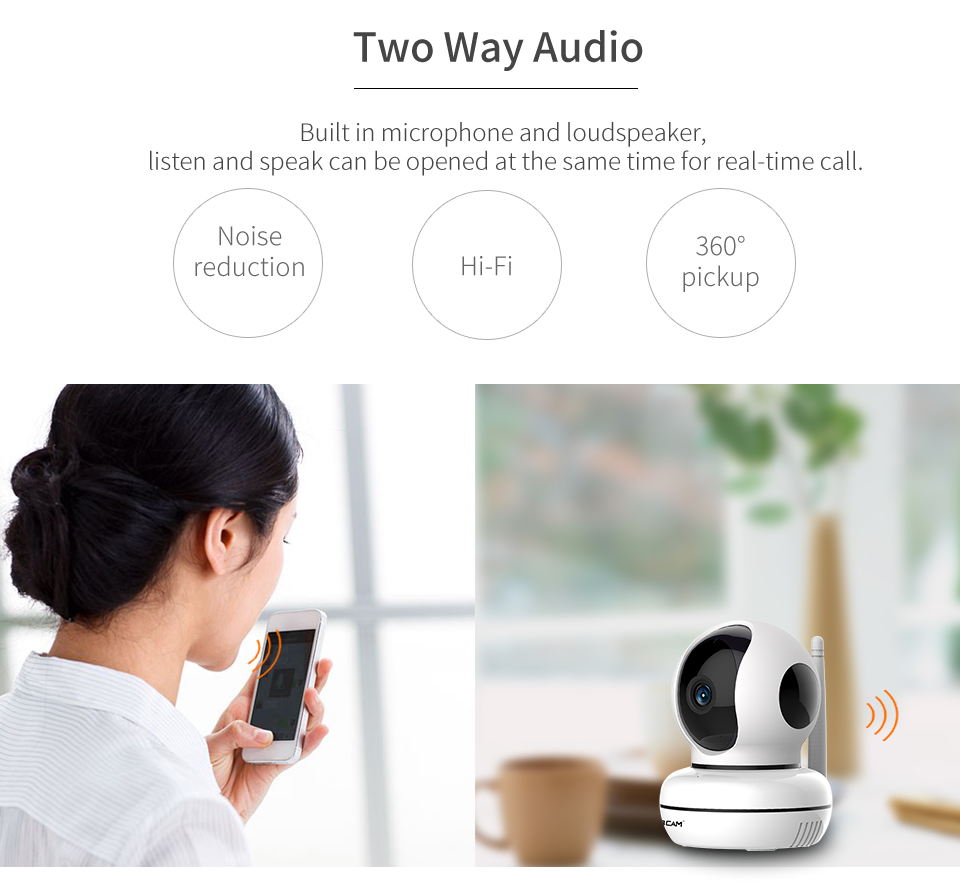 Two Way Audio
Built in microphone and loudspeaker,
listen and speak can be opened at the same time for real-time call.
Noise
reduction
Hi-Fi
360°
pickup
CAM